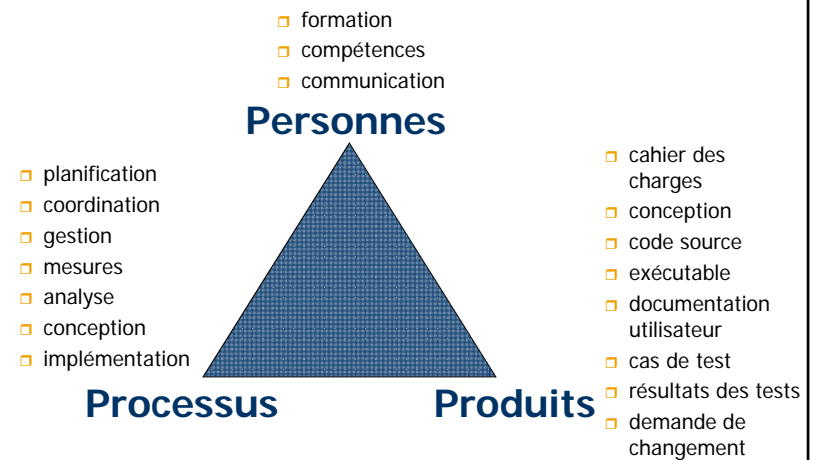 formation
compétences
communication
Personnes
planification
coordination
gestion
mesures
analyse
conception
implémentation
Processus
cahier des
charges
conception
code source
exécutable
documentation
utilisateur
cas de test
résultats des tests
demande de
changement
Produits